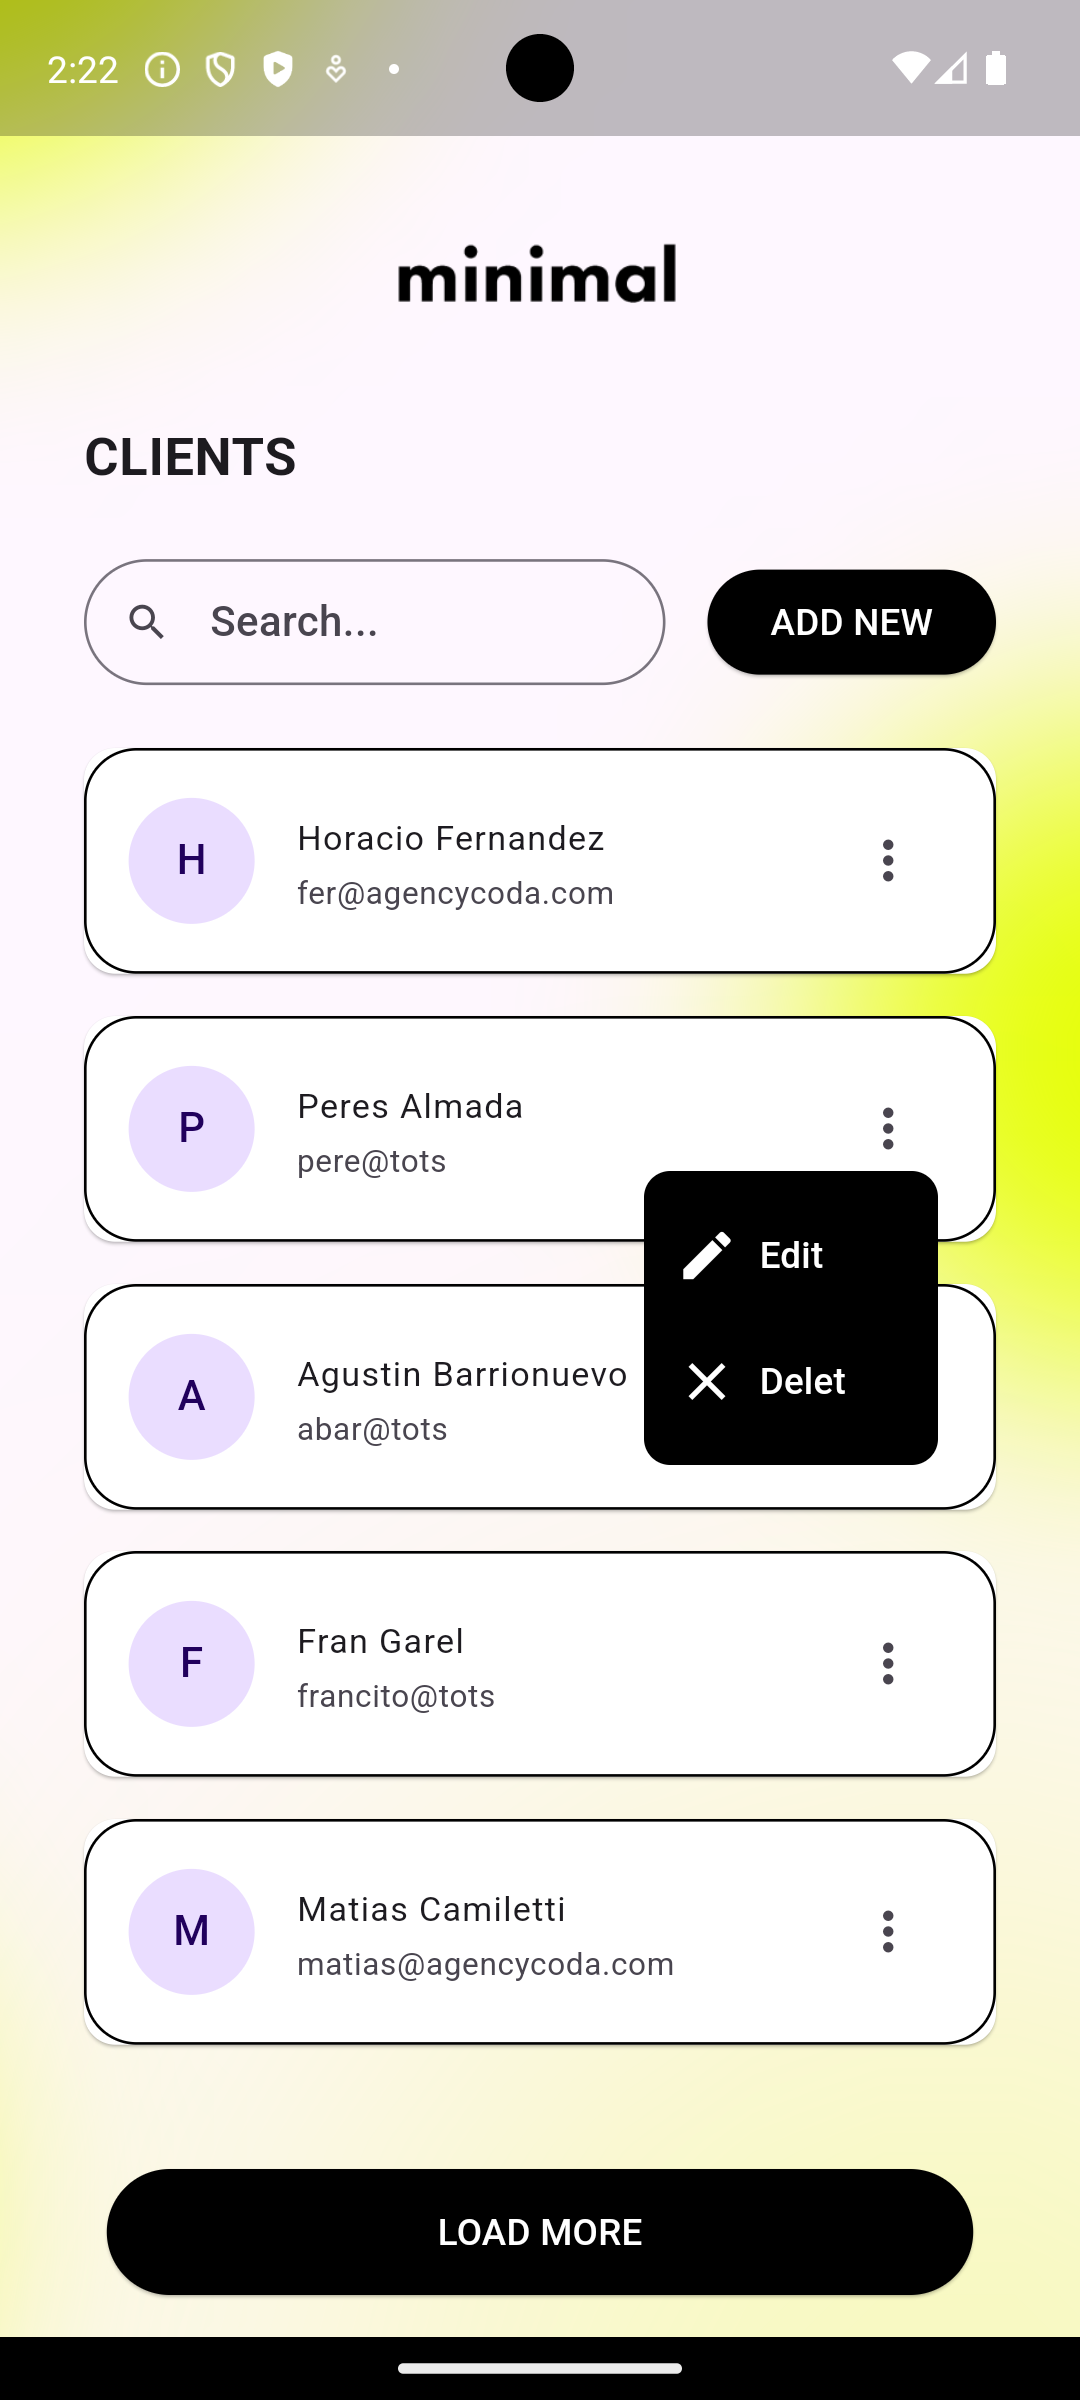 2:22
minimal
CLIENTS
Search...
ADD NEW
H
Horacio Fernandez
fer@agencycoda.com
P
Peres Almada
pere@tots
Edit
Delet
A
Agustin Barrionuevo
abar@tots
F
Fran Garel
francito@tots
M
Matias Camiletti
matias@agencycoda.com
LOAD MORE